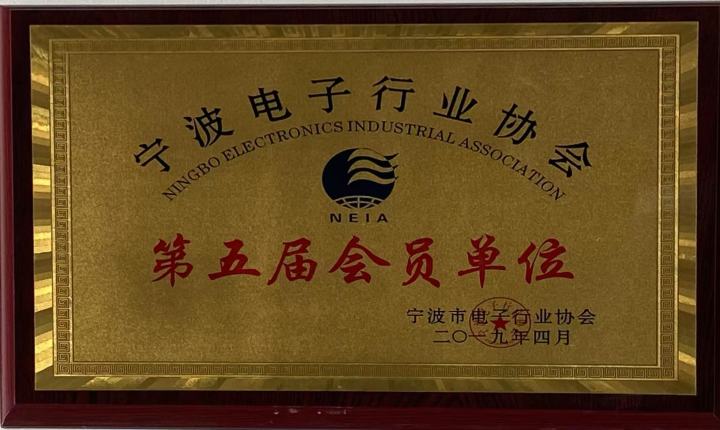 宁波电子行业协会
NINGBO ELECTRONICS INDUSTRIAL ASSOCIATION
NEIA
第五届会员单位
宁波市电子行业协会
二〇一九年四月